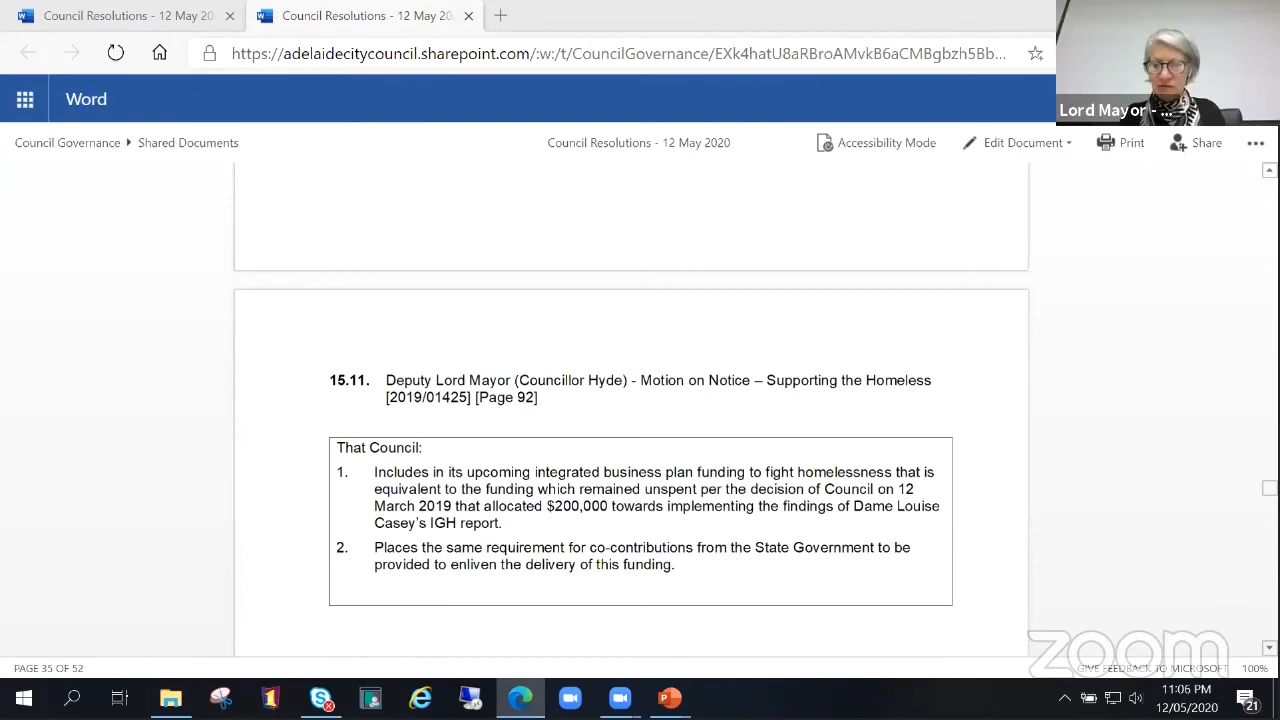 Council Resolutions - 12 May 20
Council Resolutions - 12 May 20.
https://adelaidecitycouncil.sharepoint.com/:w:/t/CouncilGovernance/EXk4hatU8aRBroAMvkB6aCMBgbzh5Bb...
Word
Lord Mayor - ...
Council Governance
Shared Documents
Council Resolutions - 12 May 2020
Accessibility Mode
Edit Document
Print
Share
15.11. Deputy Lord Mayor (Councillor Hyde) - Motion on Notice – Supporting the Homeless
[2019/01425] [Page 92]
That Council:
1. Includes in its upcoming integrated business plan funding to fight homelessness that is
equivalent to the funding which remained unspent per the decision of Council on 12
March 2019 that allocated $200,000 towards implementing the findings of Dame Louise
Casey's IGH report.
2. Places the same requirement for co-contributions from the State Government to be
provided to enliven the delivery of this funding.
zoom
PAGE 35 OF 52
GIVE FEEDBACK TO MICROSOFT
100%
11:06 PM
12/05/2020
21